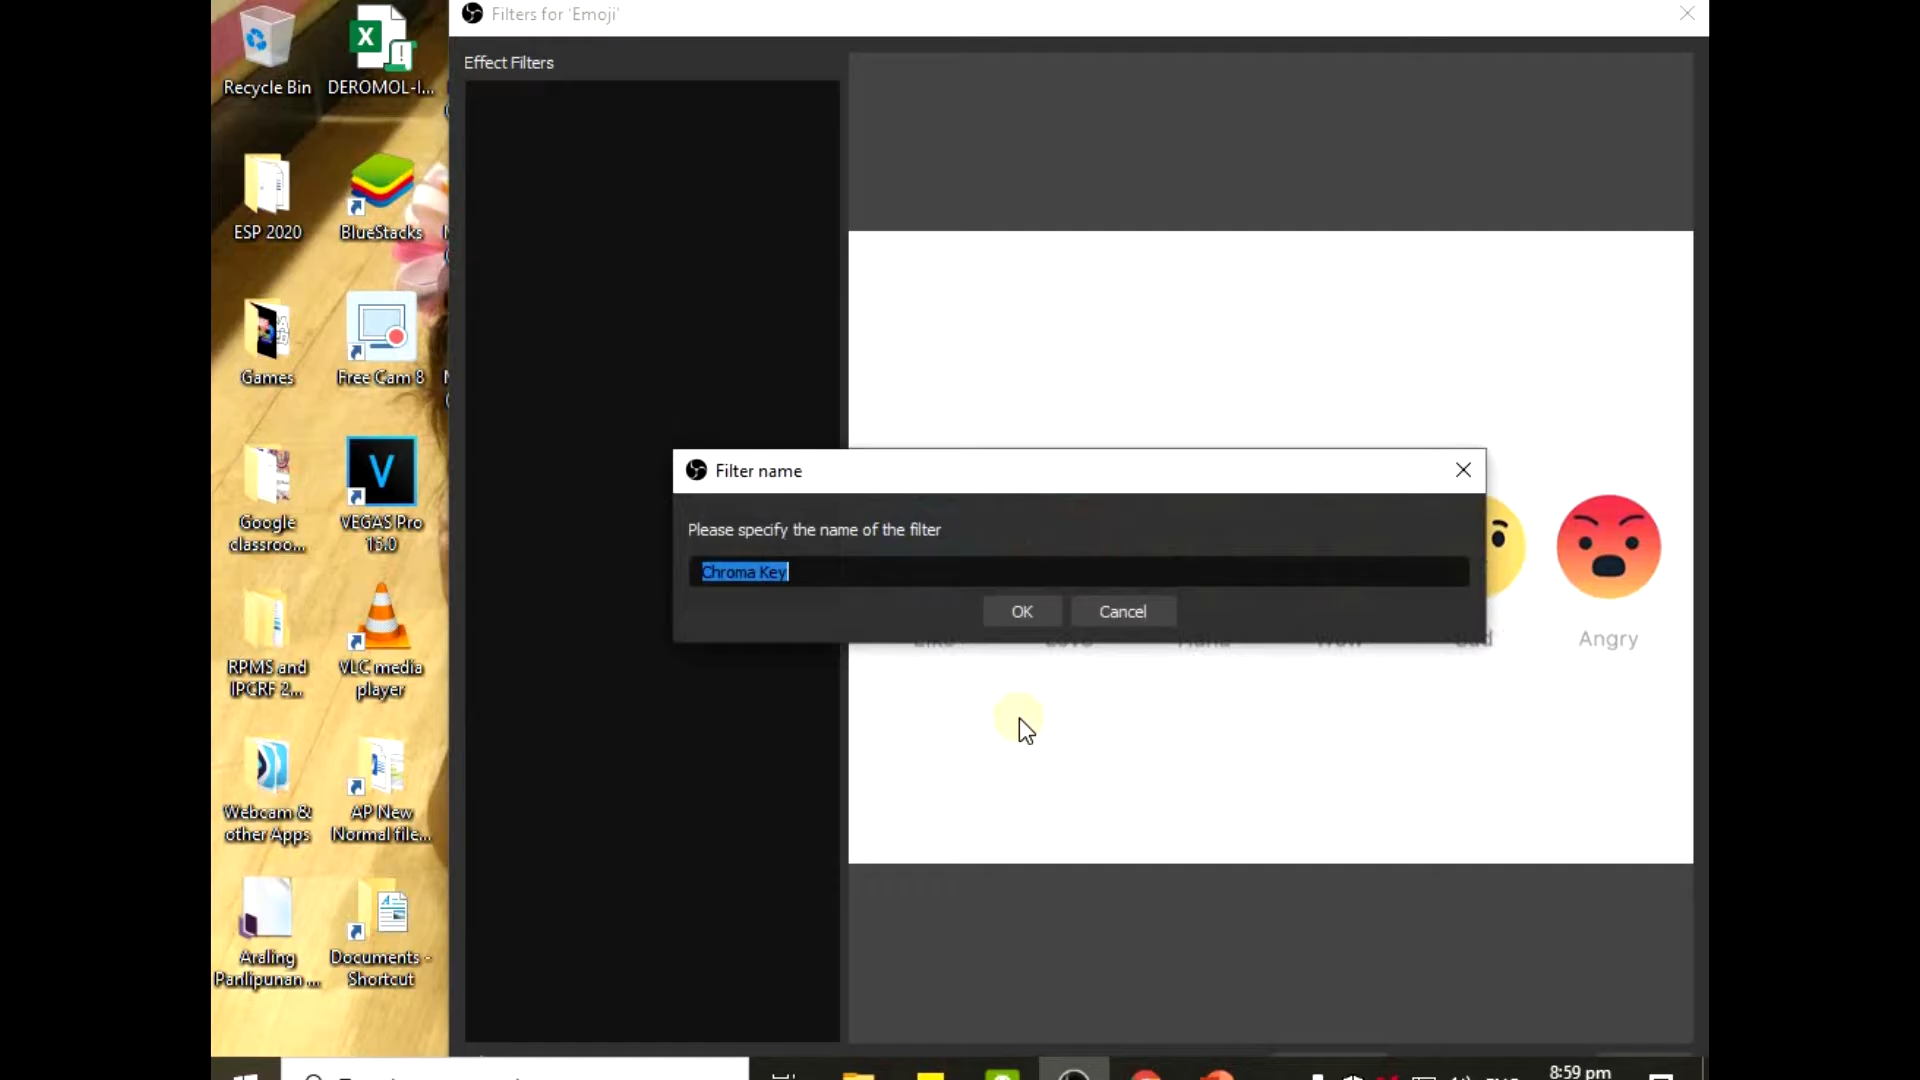 Filters for 'Emoji'
Effect Filters
Recycle Bin
DEROMOL-I...
ESP 2020
BlueStacks
Games
Free Cam 8
Google
classroo...
VEGAS Pro
15.0
RPMS and
IPCRF 2...
VLC media
player
Webcam &
other Apps
AP New
Normal file...
Araling
Panlipunan ...
Documents -
Shortcut
Filter name
Please specify the name of the filter
Chroma Key
OK
Cancel
Angry
8:59 pm